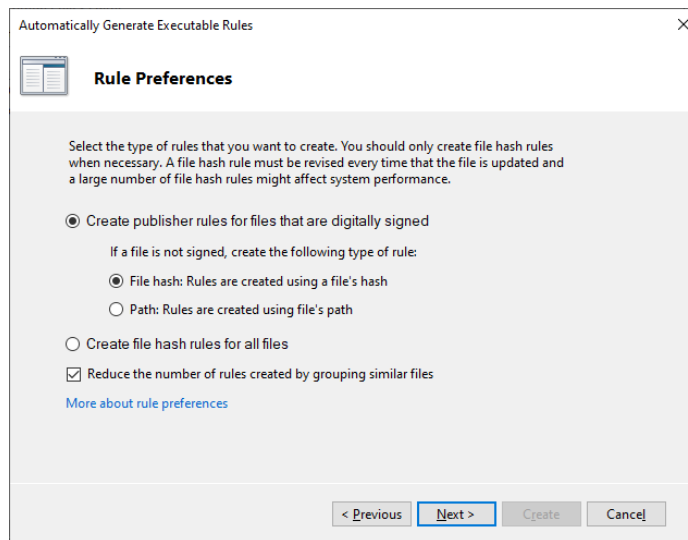 Automatically Generate Executable Rules
Rule Preferences
Select the type of rules that you want to create. You should only create file hash rules
when necessary. A file hash rule must be revised every time that the file is updated and
a large number of file hash rules might affect system performance.
Create publisher rules for files that are digitally signed
If a file is not signed, create the following type of rule:
File hash: Rules are created using a file's hash
Path: Rules are created using file's path
Create file hash rules for all files
Reduce the number of rules created by grouping similar files
More about rule preferences
< Previous Next > Create Cancel